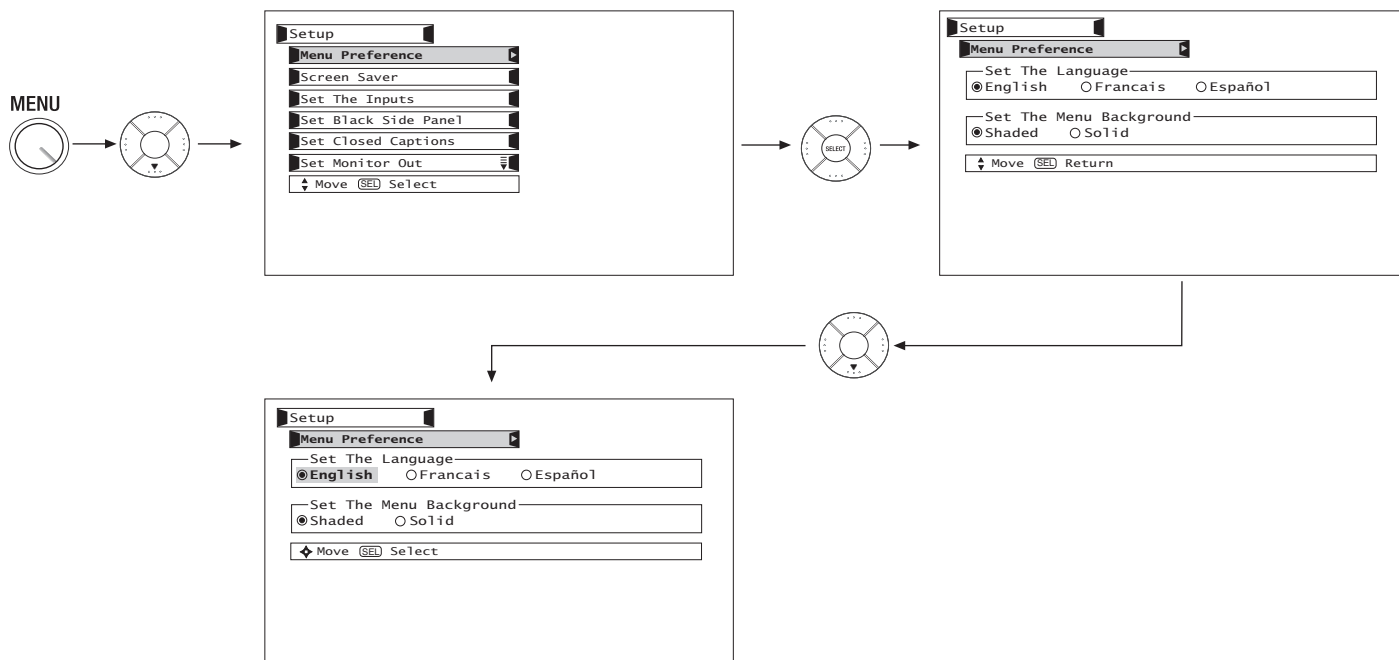 MENU
Setup
Menu Preference
Screen Saver
Set The Inputs
Set Black Side Panel
Set Closed Captions
Set Monitor Out
Move SEL Select
SELECT
Setup
Menu Preference
Set The Language
English Francais Español
Set The Menu Background
Shaded Solid
Move SEL Return
Setup
Menu Preference
Set The Language
English Francais Español
Set The Menu Background
Shaded Solid
Move SEL Select